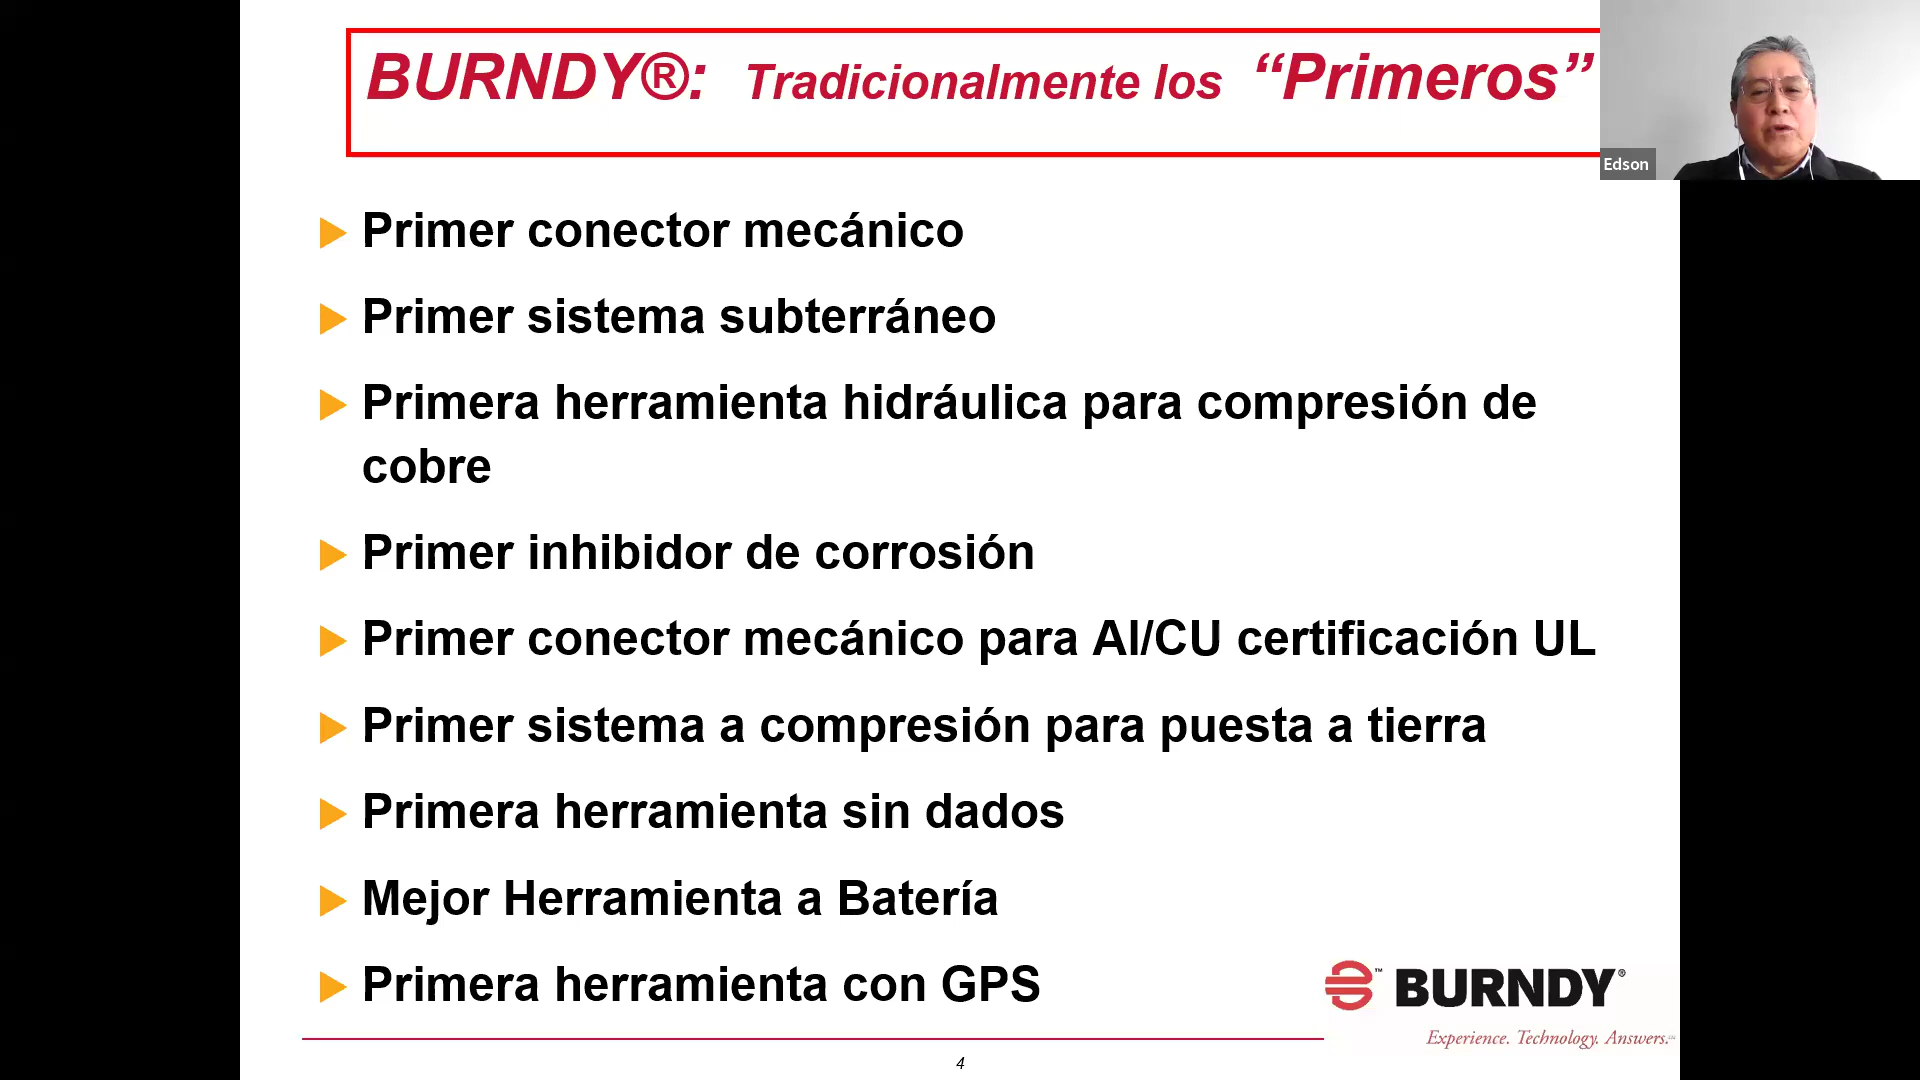 BURNDY®: Tradicionalmente los “Primeros”
Edson
Primer conector mecánico
Primer sistema subterráneo
Primera herramienta hidráulica para compresión de
cobre
Primer inhibidor de corrosión
Primer conector mecánico para Al/CU certificación UL
Primer sistema a compresión para puesta a tierra
Primera herramienta sin dados
Mejor Herramienta a Batería
Primera herramienta con GPS
™ BURNDY®
Experience. Technology. Answers.
4